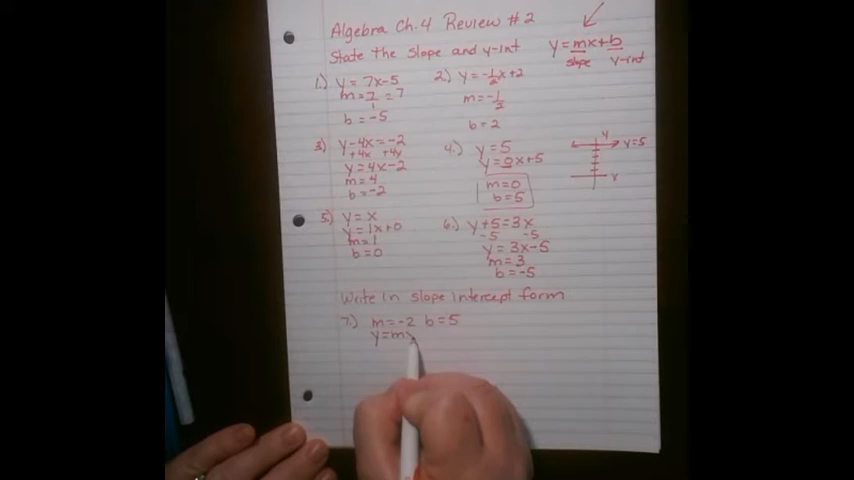 Algebra Ch.4 Review #2
State the slope and y-int
y=mx+b
slope y-int
1.) y = 7x-5
m = 7/1 = 7
b = -5
2.) y = -1/2x+2
m = -1/2
b = 2
3.) y-4x = -2
+4x +4x
y = 4x-2
m = 4
b = -2
4.) y = 5
y = 0x+5
m = 0
b = 5
y
y=5
x
5.) y = x
y = 1x+0
m = 1
b = 0
6.) y+5 = 3x
-5 -5
y = 3x-5
m = 3
b = -5
Write in slope intercept form
7.) m = -2 b = 5
y = mx